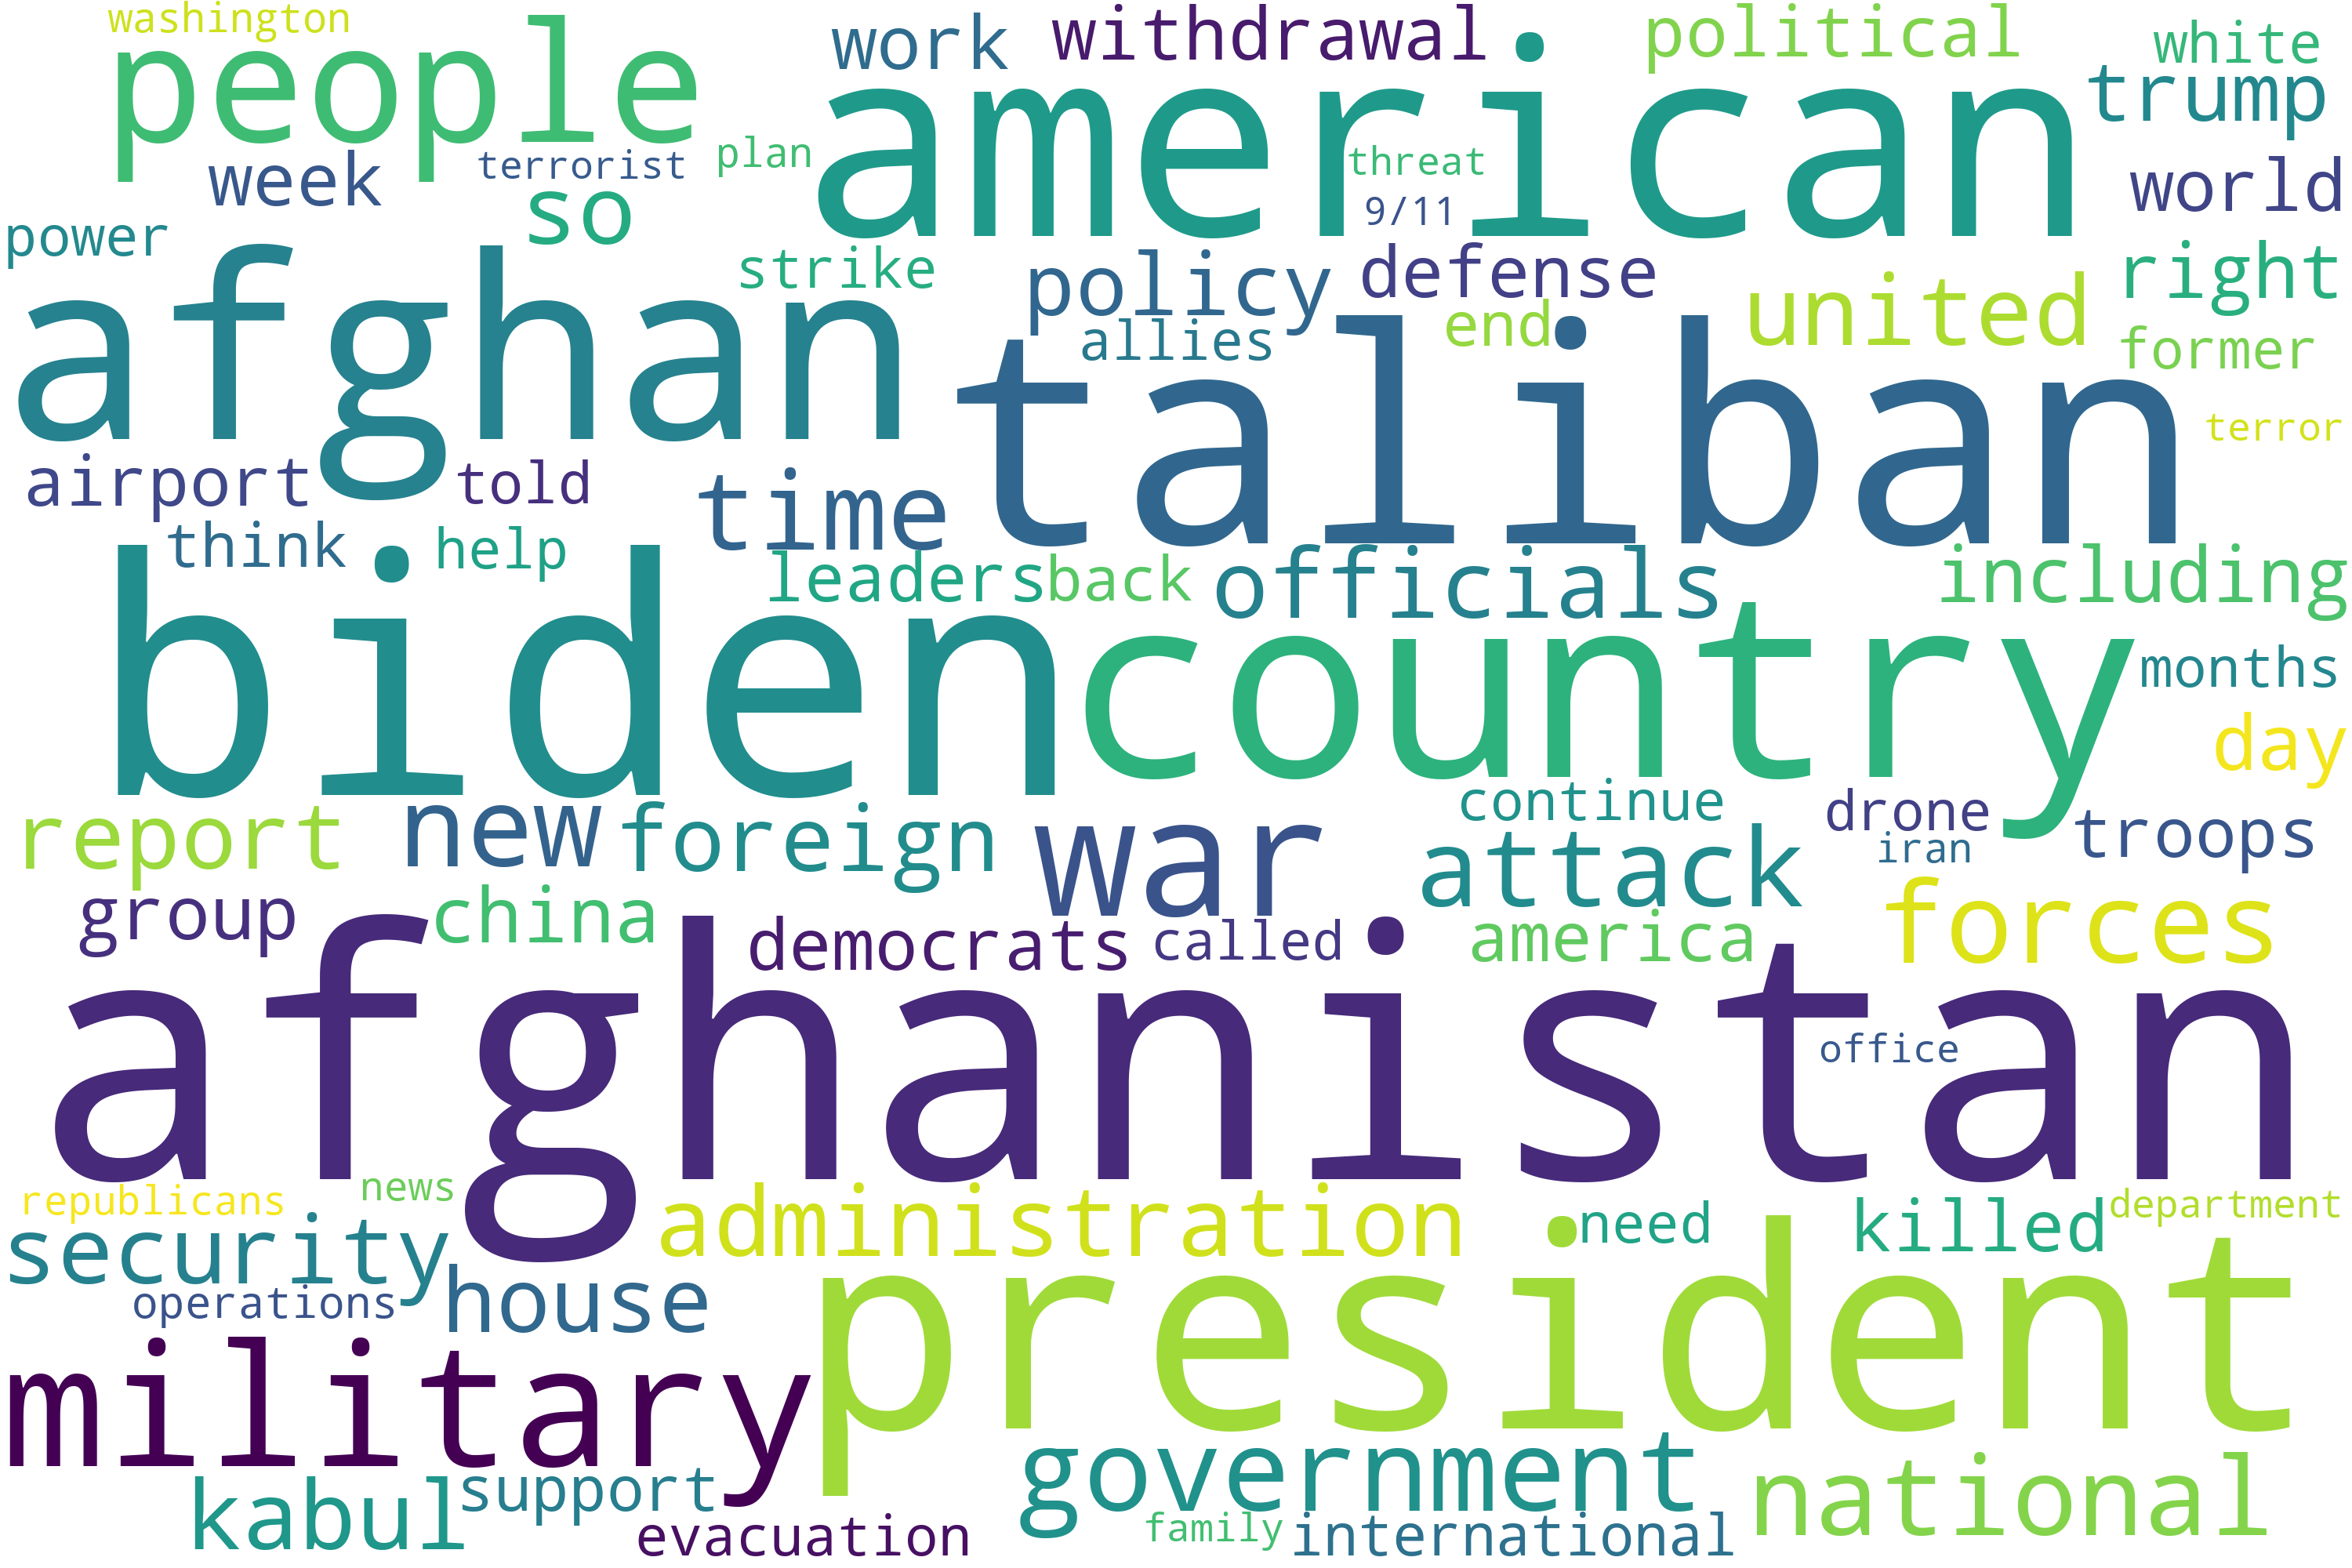 washington
people
work
withdrawal
political
white
american
trump
week
terrorist
plan
threat
world
so
9/11
power
afghan
strike
policy
defense
right
united
allies
end
former
taliban
terror
airport
told
time
think
help
leaders
back
officials
including
biden
country
months
day
report
new
foreign
war
continue
drone
attack
iran
troops
group
china
democrats
called
america
forces
afghanistan
office
republicans
news
administration
need
killed
department
security
operations
house
president
military
government
national
kabul
support
evacuation
family
international